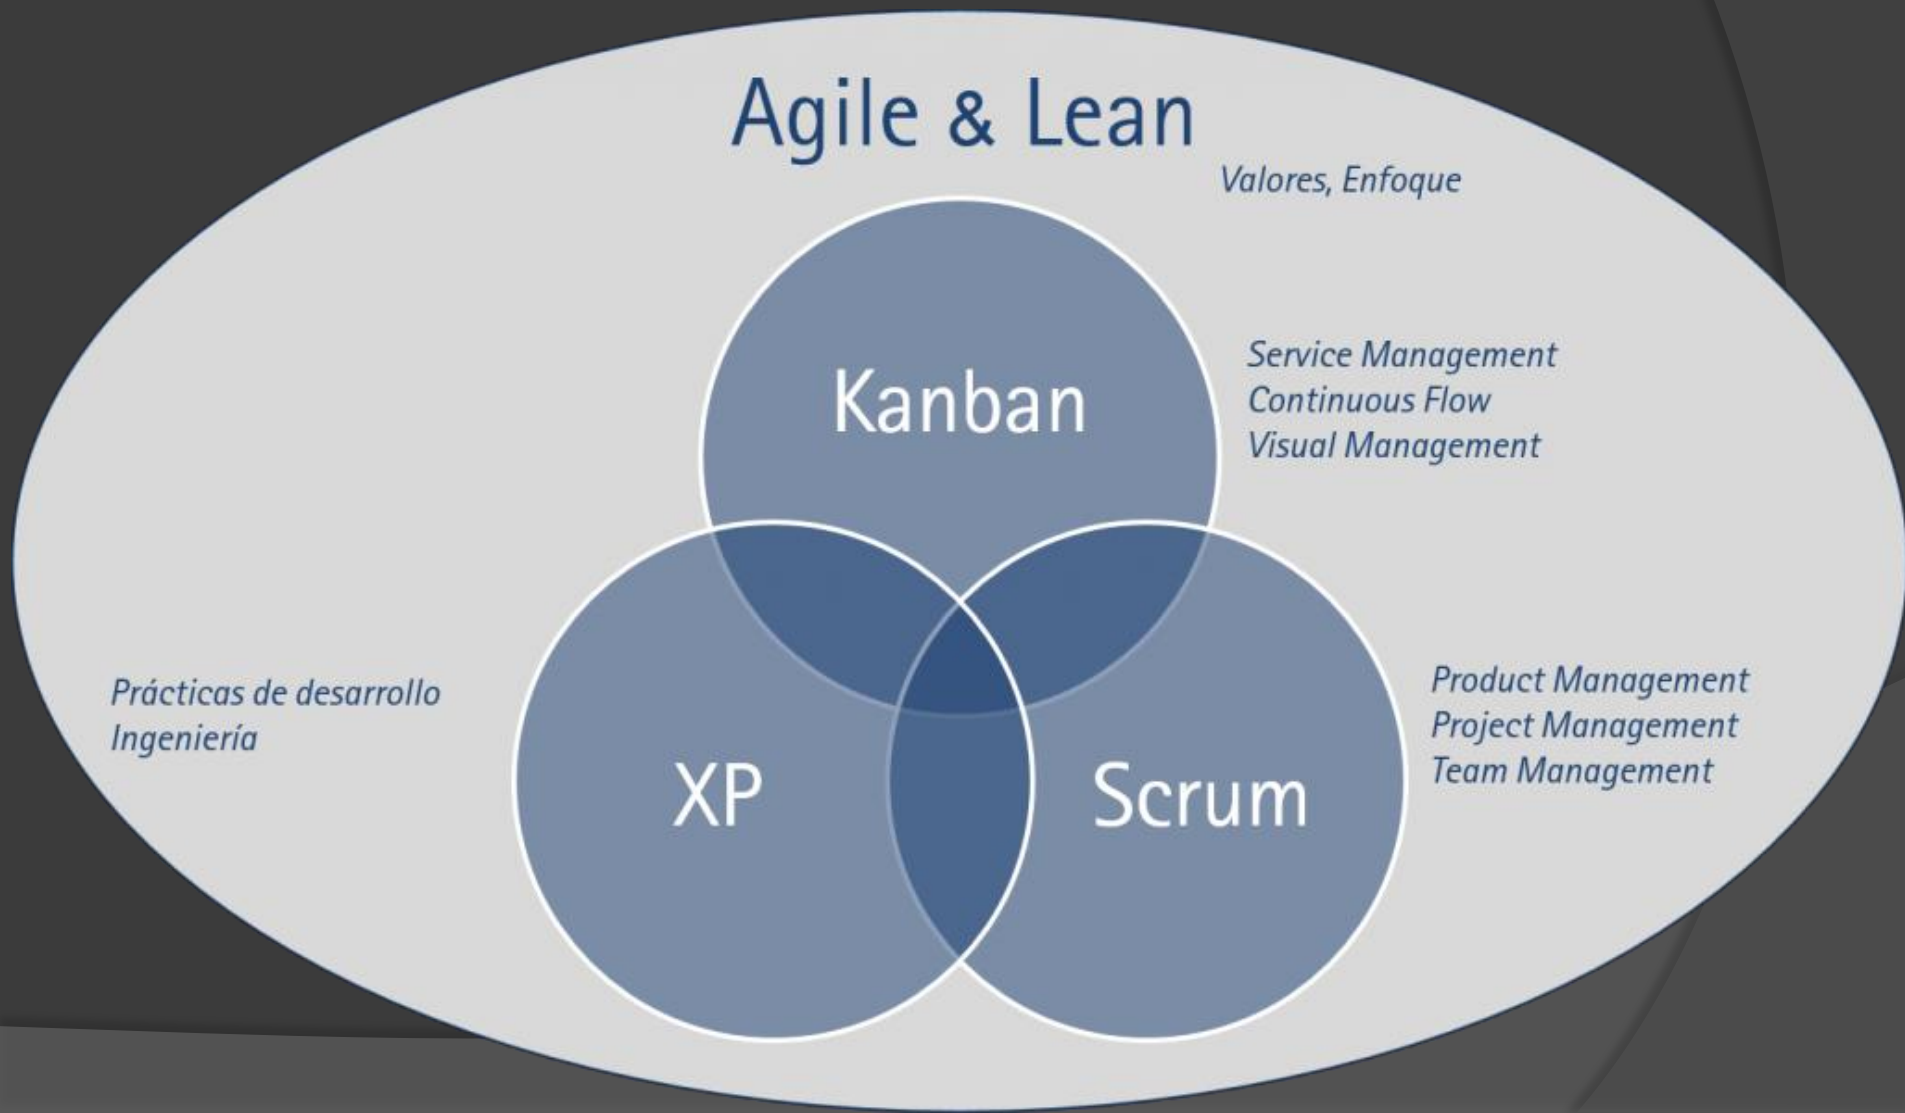 Agile & Lean
Valores, Enfoque
Kanban
Service Management
Continuous Flow
Visual Management
Prácticas de desarrollo
Ingeniería
XP
Scrum
Product Management
Project Management
Team Management